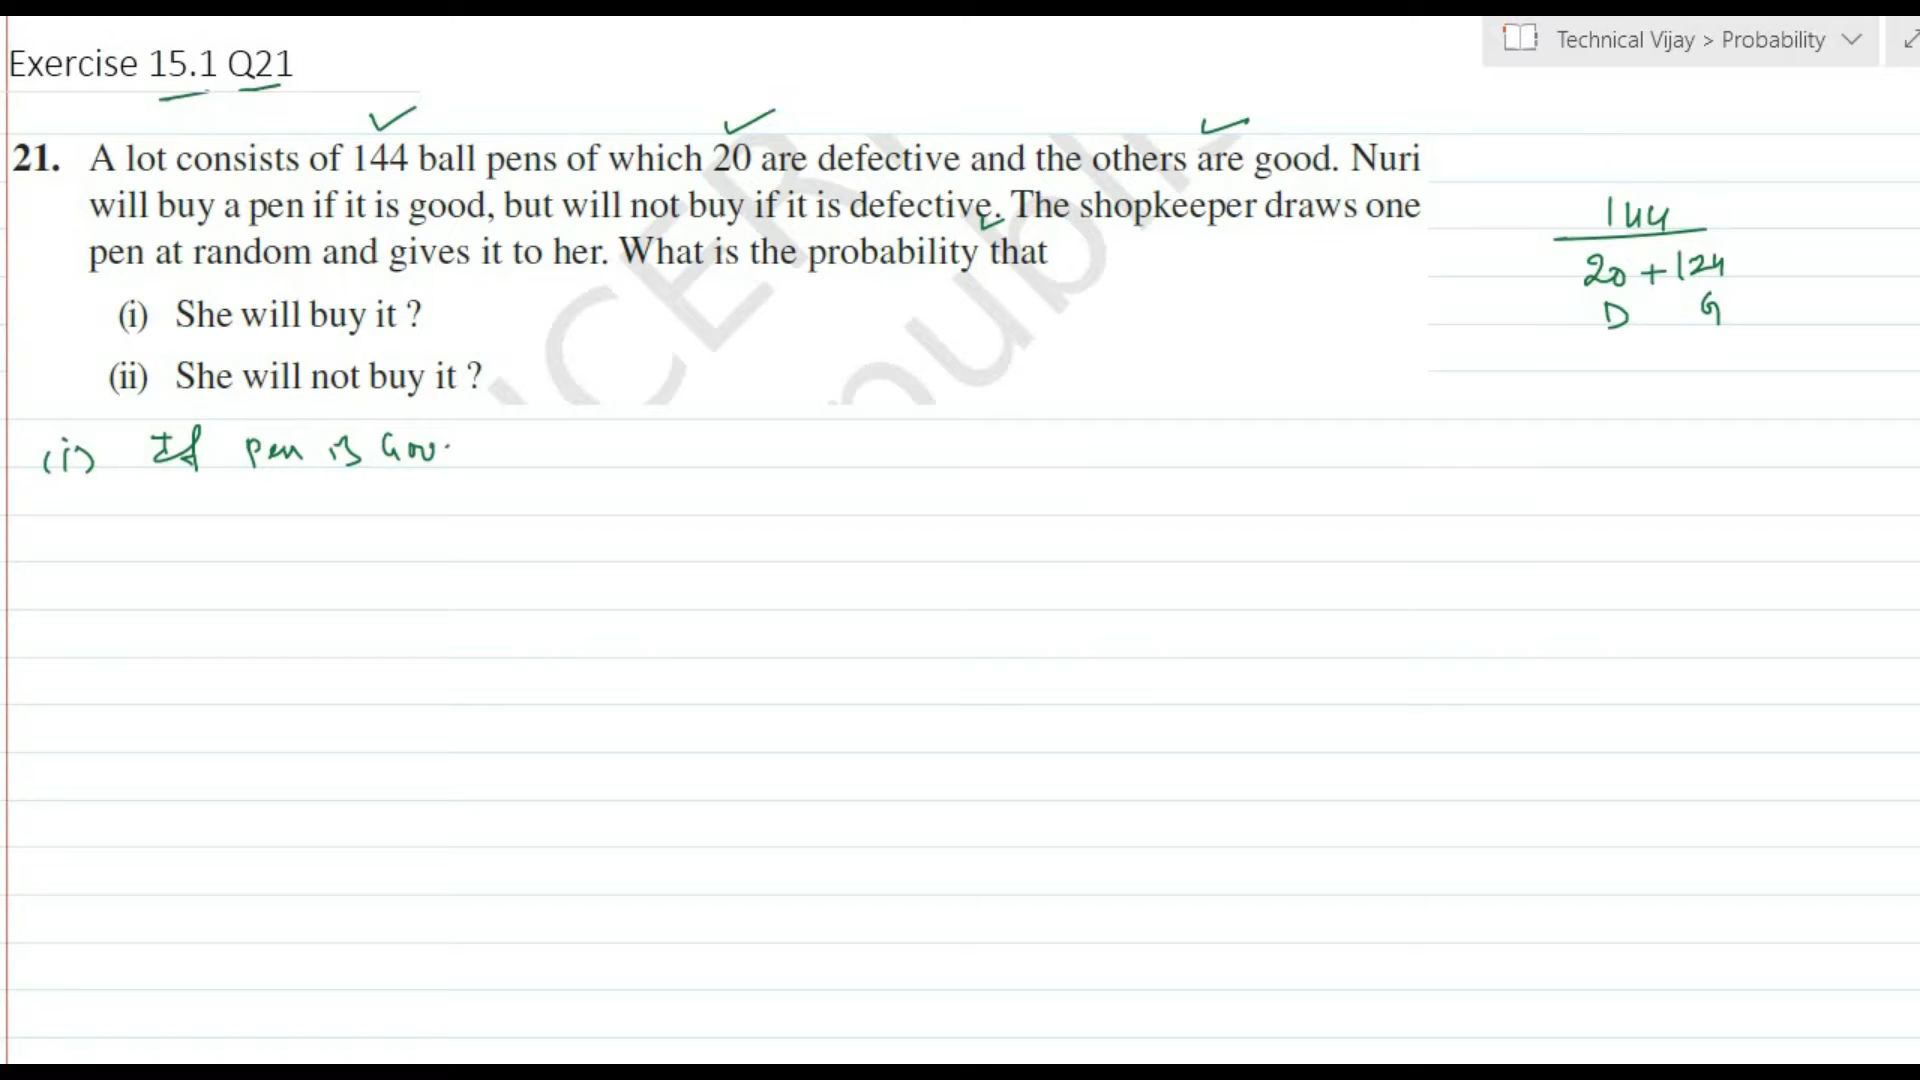 Technical Vijay > Probability
Exercise 15.1 Q21
21. A lot consists of 144 ball pens of which 20 are defective and the others are good. Nuri
will buy a pen if it is good, but will not buy if it is defective. The shopkeeper draws one
pen at random and gives it to her. What is the probability that
(i) She will buy it ?
(ii) She will not buy it ?
144
20 + 124
D G
(i) If pen is Goo
NCERT
publi